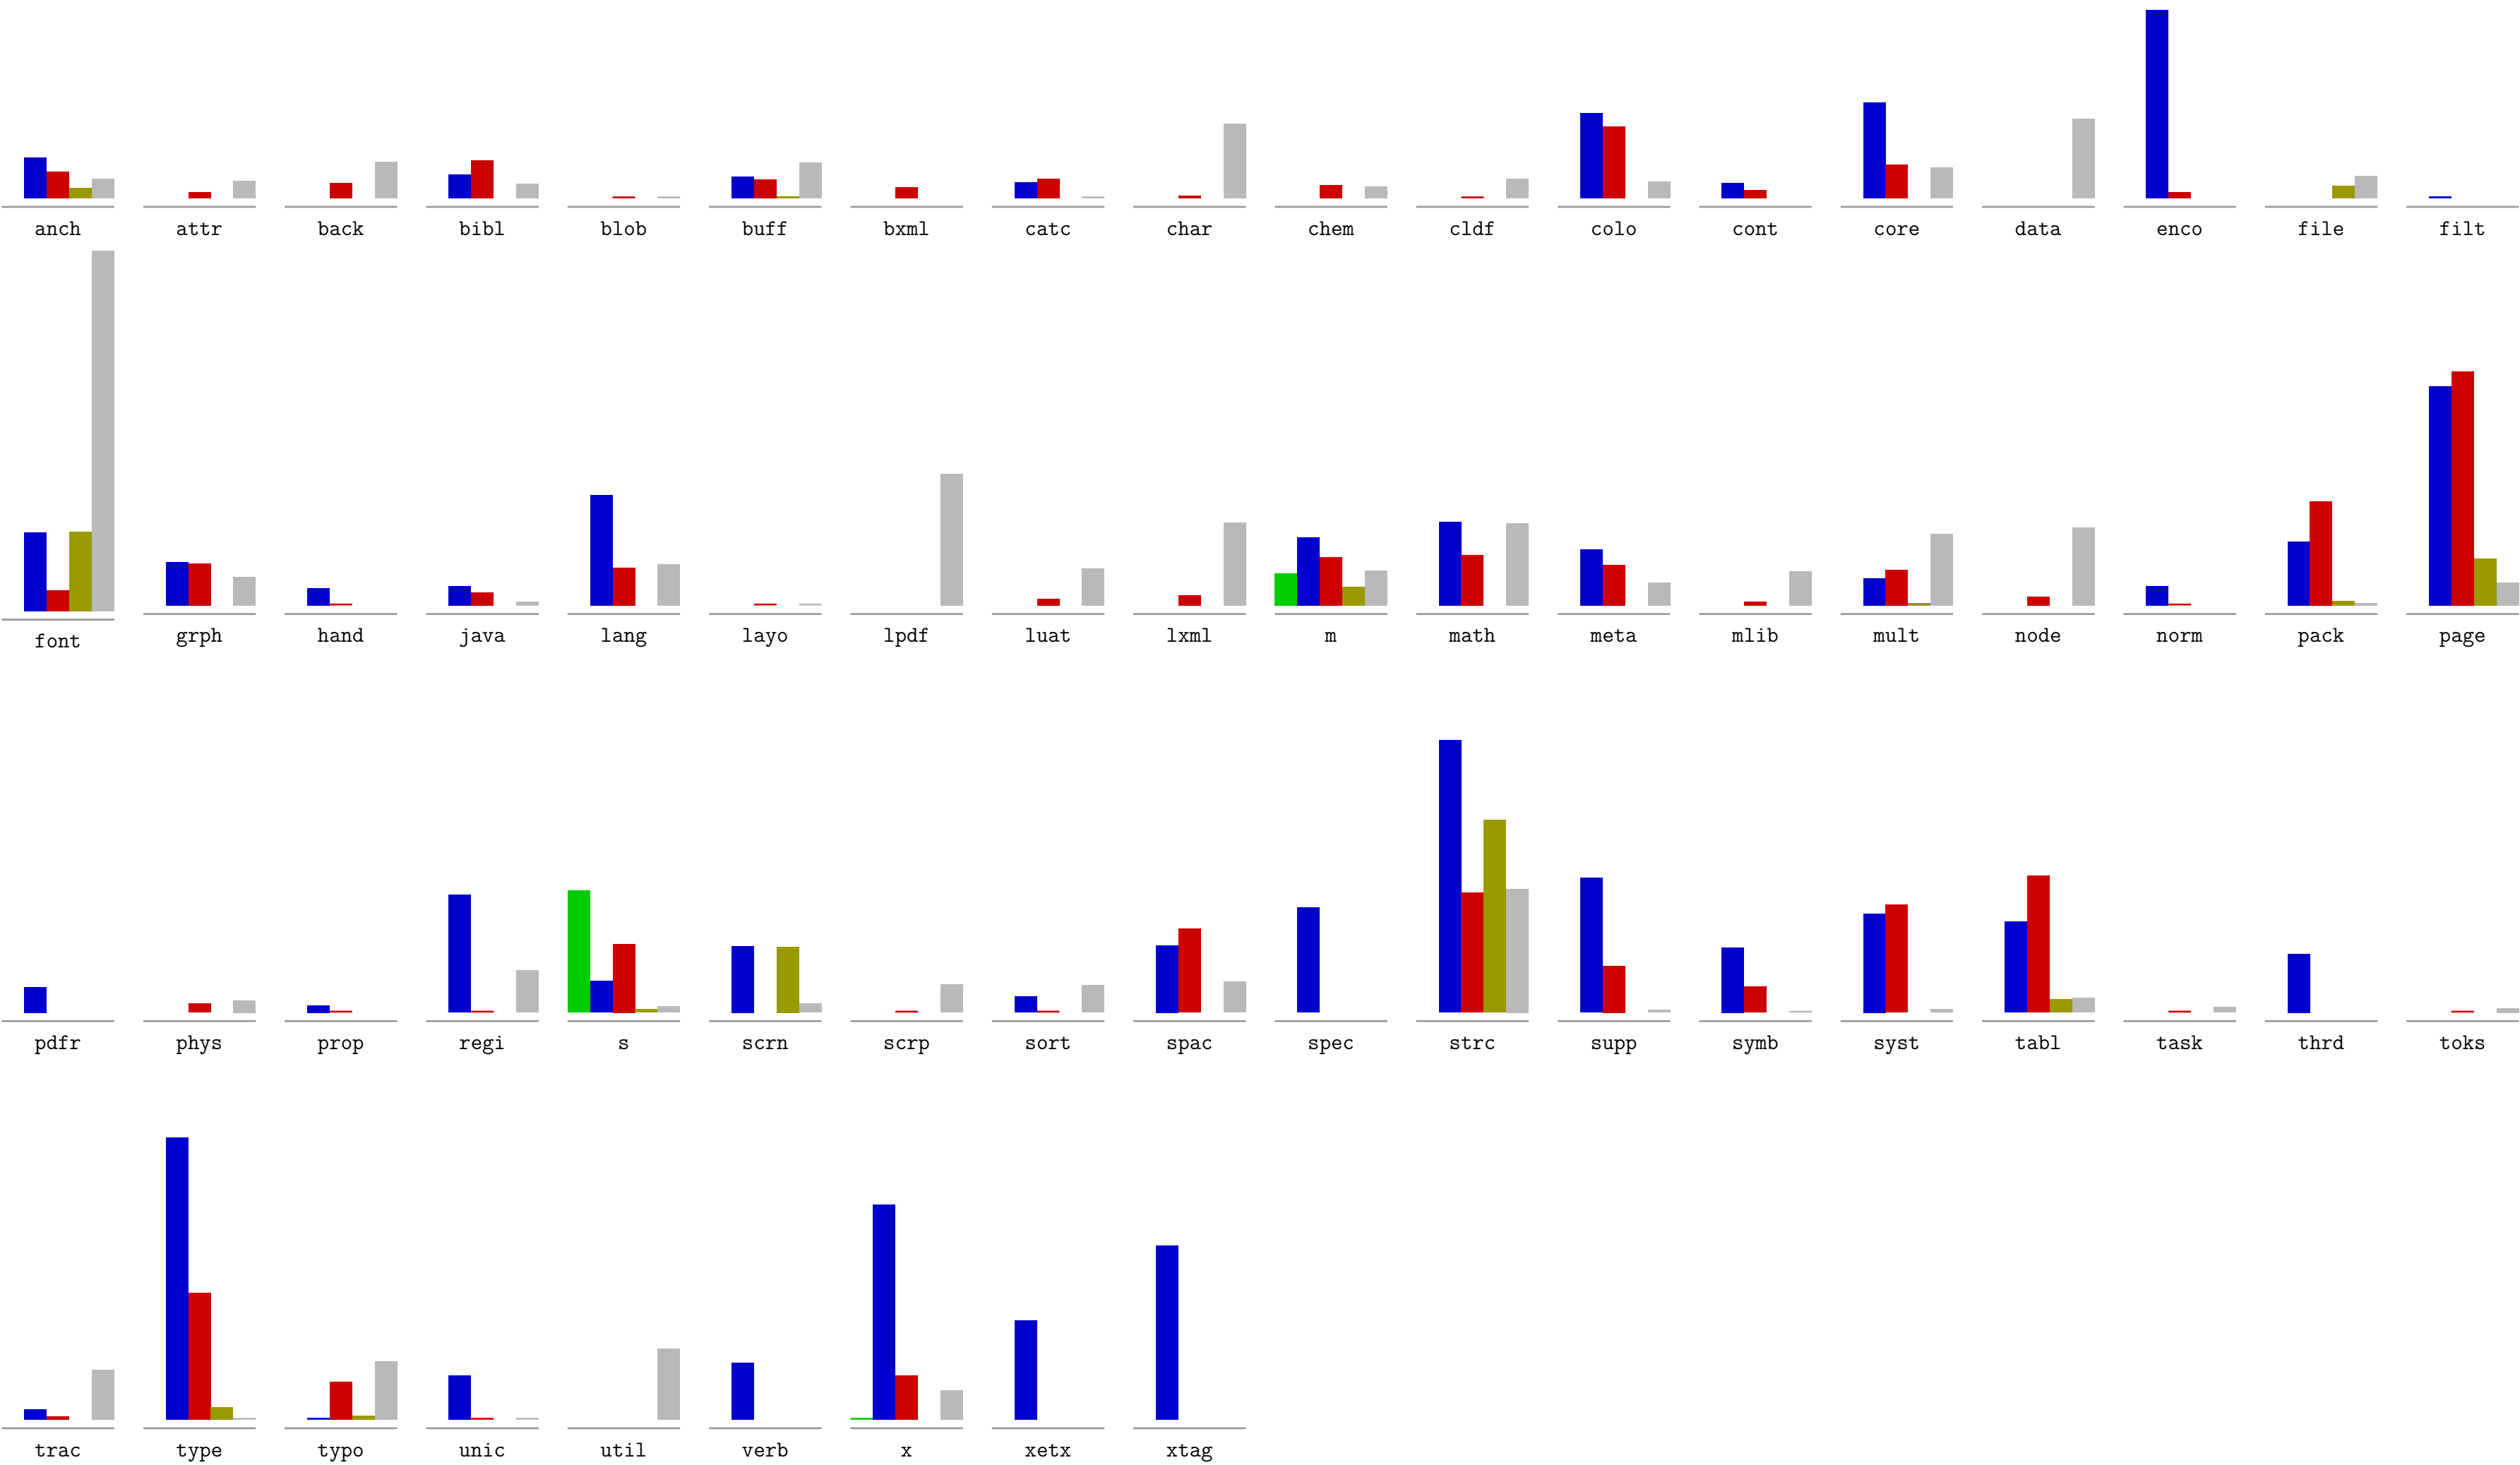 anch attr back bibl blob buff bxml catc char chem cldf colo cont core data enco file filt
font grph hand java lang layo lpdf luat lxml m math meta mlib mult node norm pack page
pdfr phys prop regi s scrn scrp sort spac spec strc supp symb syst tabl task thrd toks
trac type typo unic util verb x xetx xtag